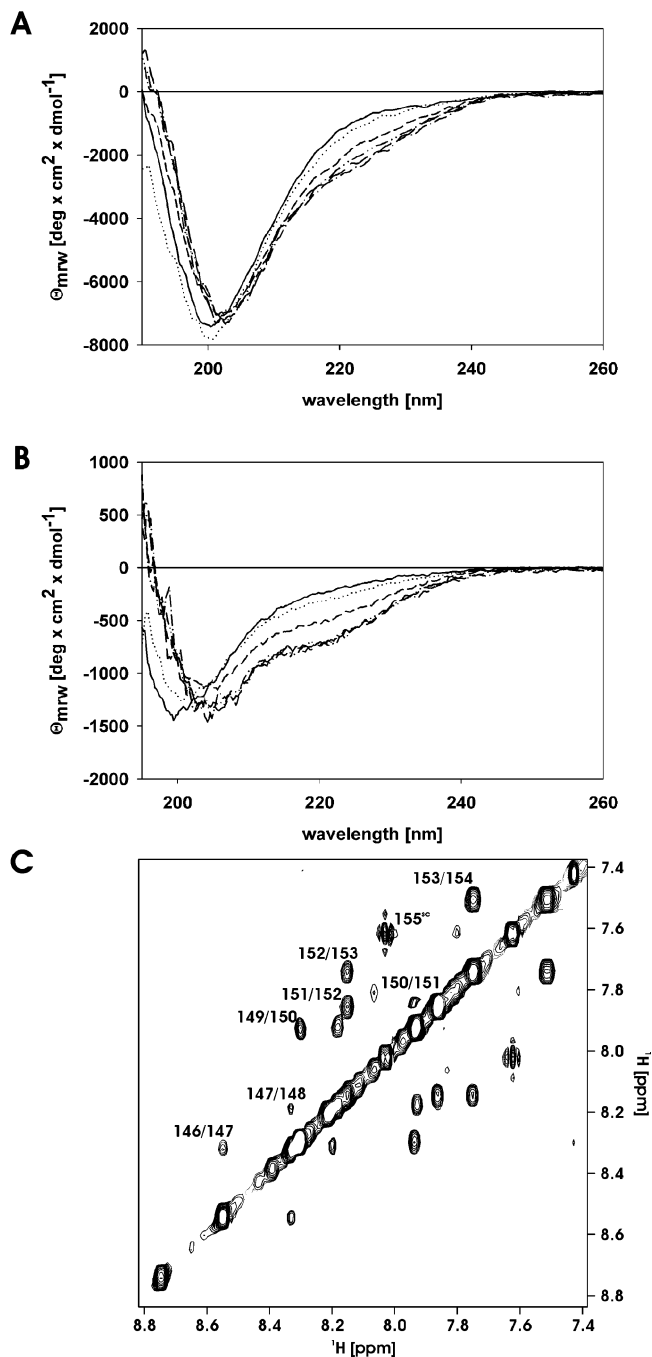 A
2000
0
-2000
-4000
-6000
-8000
Θmrw [deg x cm² x dmol⁻¹]
200 220 240 260
wavelength [nm]
B
1000
500
0
-500
-1000
-1500
-2000
Θmrw [deg x cm² x dmol⁻¹]
200 220 240 260
wavelength [nm]
C
153/154
155ˢᶜ
152/153
151/152
150/151
149/150
147/148
146/147
7.4
7.6
7.8
8.0
8.2
8.4
8.6
8.8
¹H [ppm]
8.8 8.6 8.4 8.2 8.0 7.8 7.6 7.4
¹H [ppm]